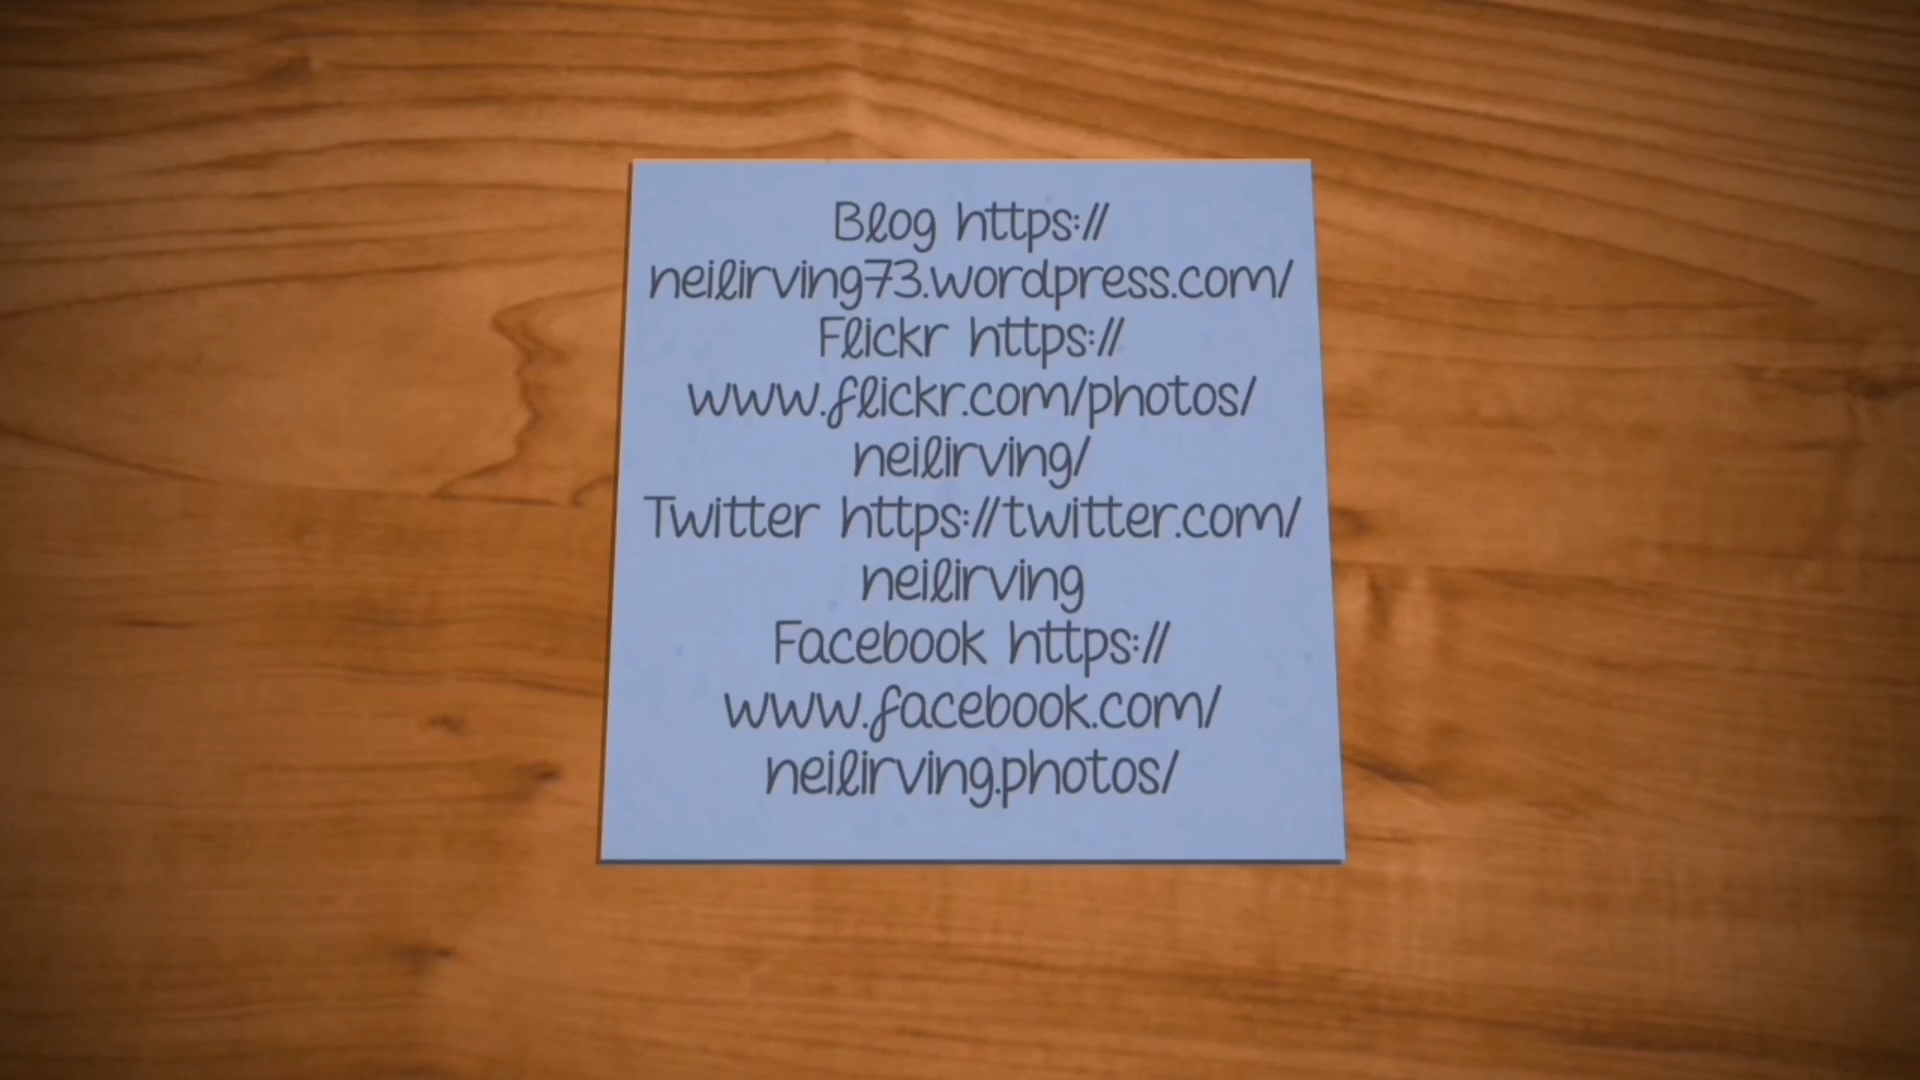 Blog https://
neilirving73.wordpress.com/
Flickr https://
www.flickr.com/photos/
neilirving/
Twitter https://twitter.com/
neilirving
Facebook https://
www.facebook.com/
neilirving.photos/